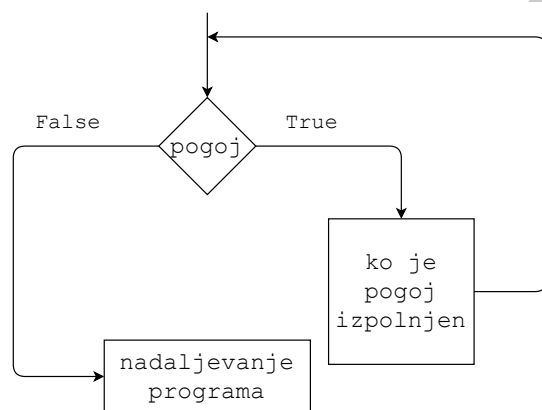 False
True
pogoj
ko je
pogoj
izpolnjen
nadaljevanje
programa